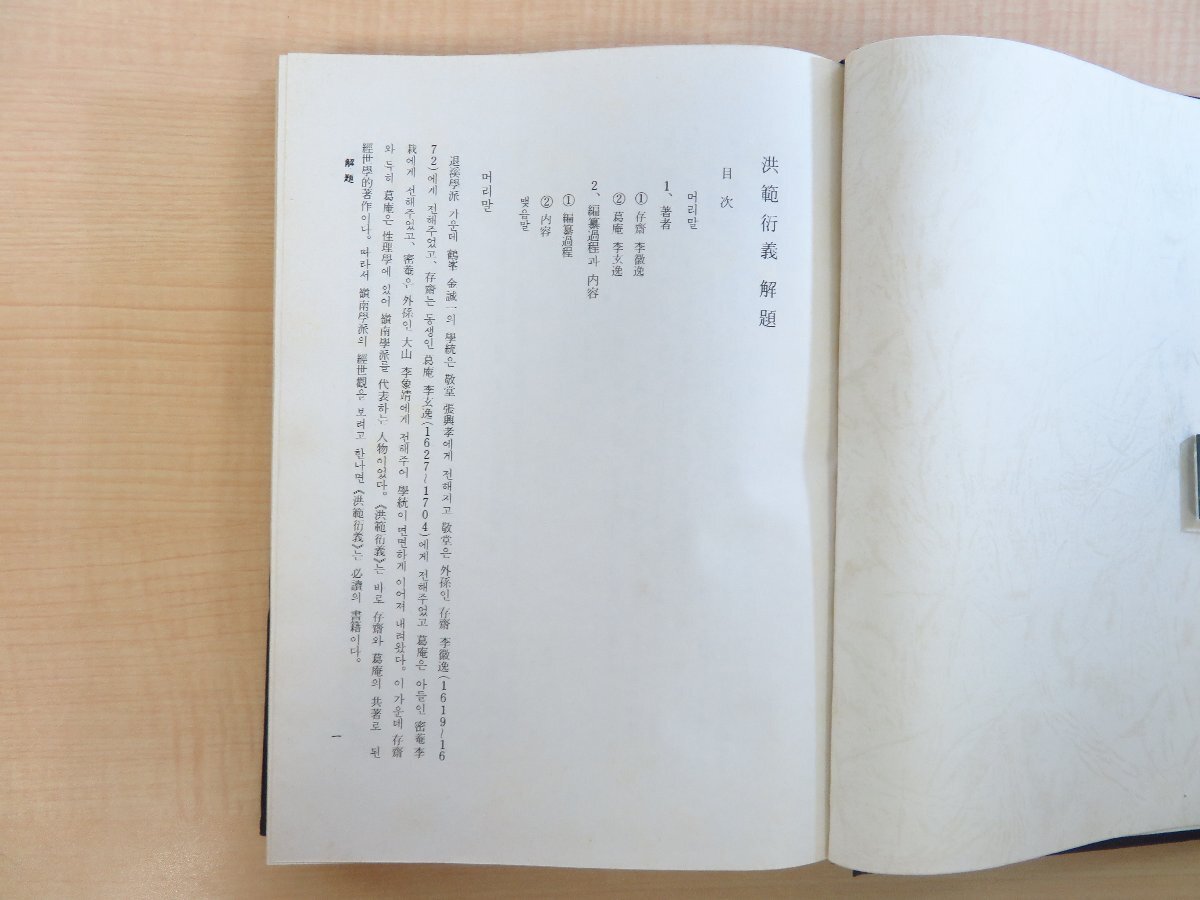 洪範衍義 解題
目次
머리말
1、著者
① 存齋 李徽逸
② 葛庵 李玄逸
2、編纂過程과 內容
① 編纂過程
② 內容
맺음말
머리말
退溪學派 가운데 鶴峯 金誠一의 學統은 敬堂 張興孝에게 전해지고 敬堂은 外孫인 存齋 李徽逸(1619~16
72)에게 전해주었고、存齋는 동생인 葛庵 李玄逸(1627~1704)에게 전해주었고 葛庵은 아들인 密菴 李
栽에게 전해주었고、密菴은 外孫인 大山 李象靖에게 전해주어 學統이 면면하게 이어져 내려왔다。이 가운데 存齋
와 특히 葛庵은 性理學에 있어 嶺南學派를 代表하는 人物이었다。《洪範衍義》는 바로 存齋와 葛庵의 共著로 된
經世學的著作이다。따라서 嶺南學派의 經世觀을 보려고 한다면《洪範衍義》는 必讀의 書籍이다。
解題
一